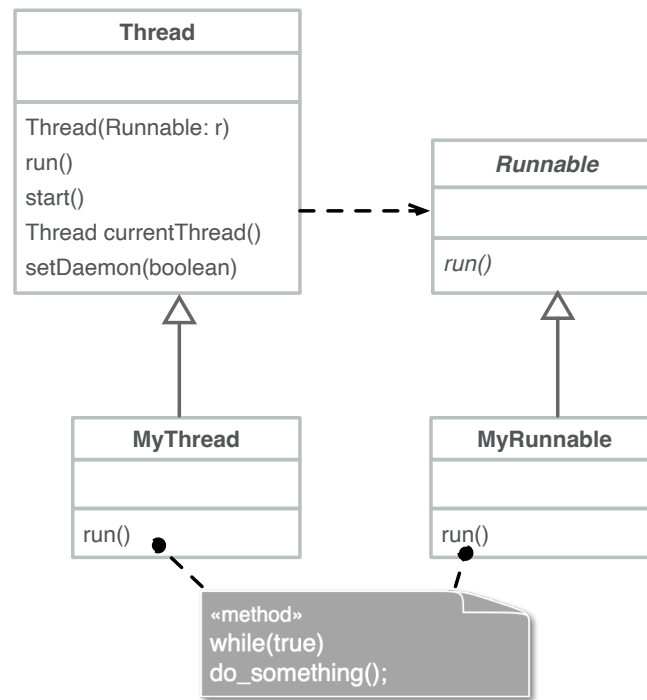 Thread
Thread(Runnable: r)
run()
start()
Thread currentThread()
setDaemon(boolean)
Runnable
run()
MyThread
run()
MyRunnable
run()
«method»
while(true)
do_something();